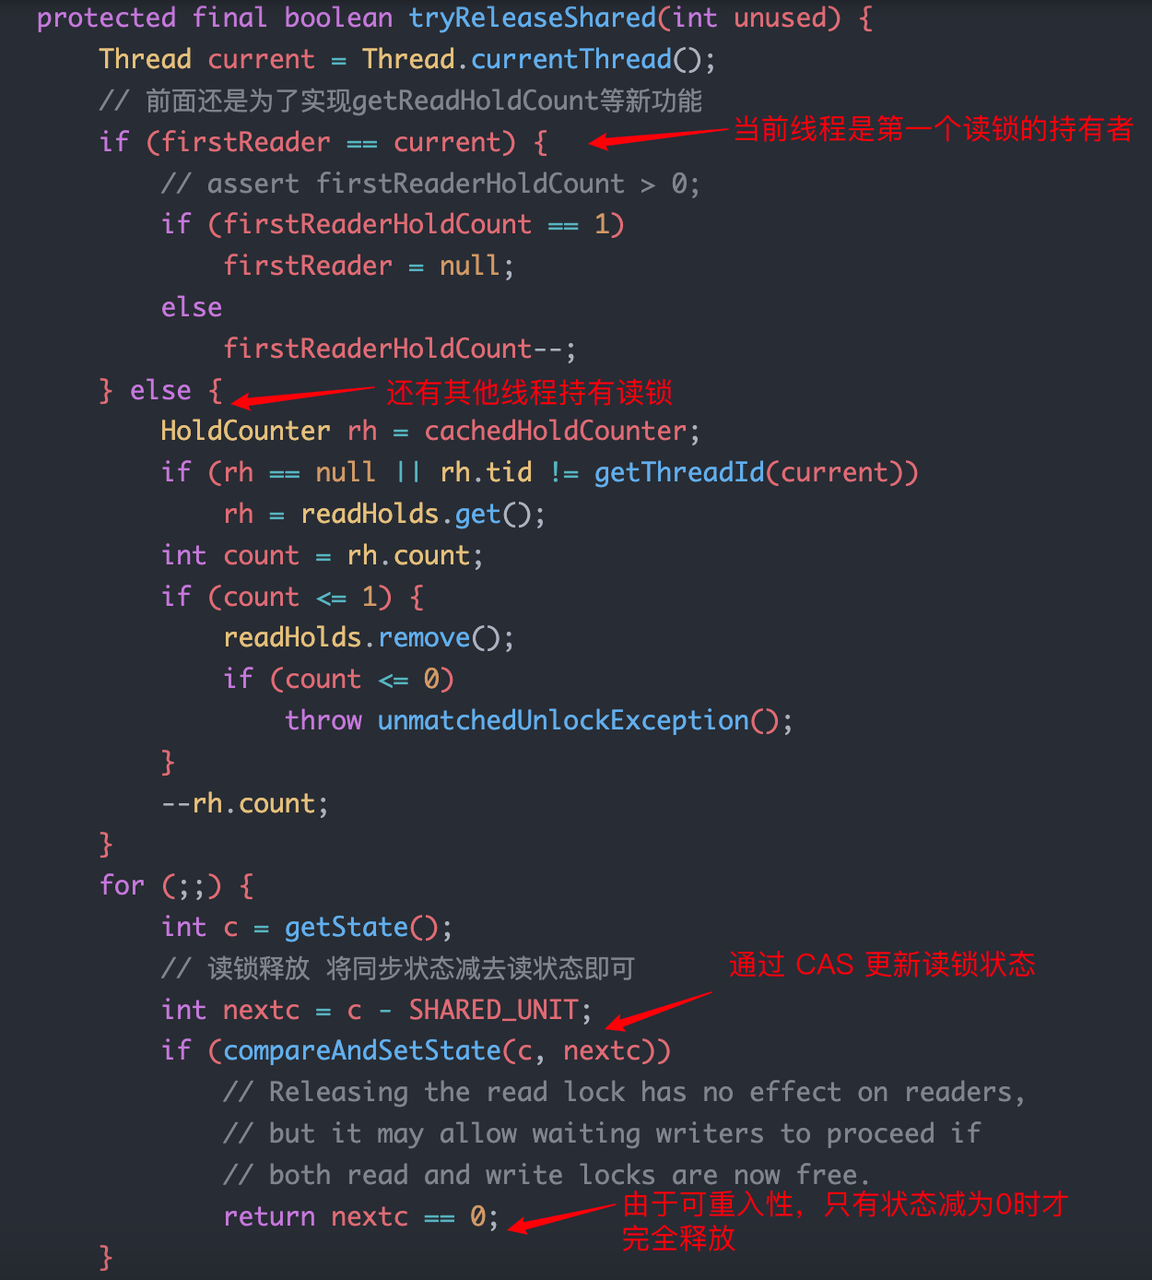 protected final boolean tryReleaseShared(int unused) {
Thread current = Thread.currentThread();
// 前面还是为了实现getReadHoldCount等新功能
if (firstReader == current) {
当前线程是第一个读锁的持有者
// assert firstReaderHoldCount > 0;
if (firstReaderHoldCount == 1)
firstReader = null;
else
firstReaderHoldCount--;
} else {
还有其他线程持有读锁
HoldCounter rh = cachedHoldCounter;
if (rh == null || rh.tid != getThreadId(current))
rh = readHolds.get();
int count = rh.count;
if (count <= 1) {
readHolds.remove();
if (count <= 0)
throw unmatchedUnlockException();
}
--rh.count;
}
for (;;) {
int c = getState();
// 读锁释放 将同步状态减去读状态即可
通过 CAS 更新读锁状态
int nextc = c - SHARED_UNIT;
if (compareAndSetState(c, nextc))
// Releasing the read lock has no effect on readers,
// but it may allow waiting writers to proceed if
// both read and write locks are now free.
return nextc == 0;
由于可重入性，只有状态减为0时才
完全释放
}